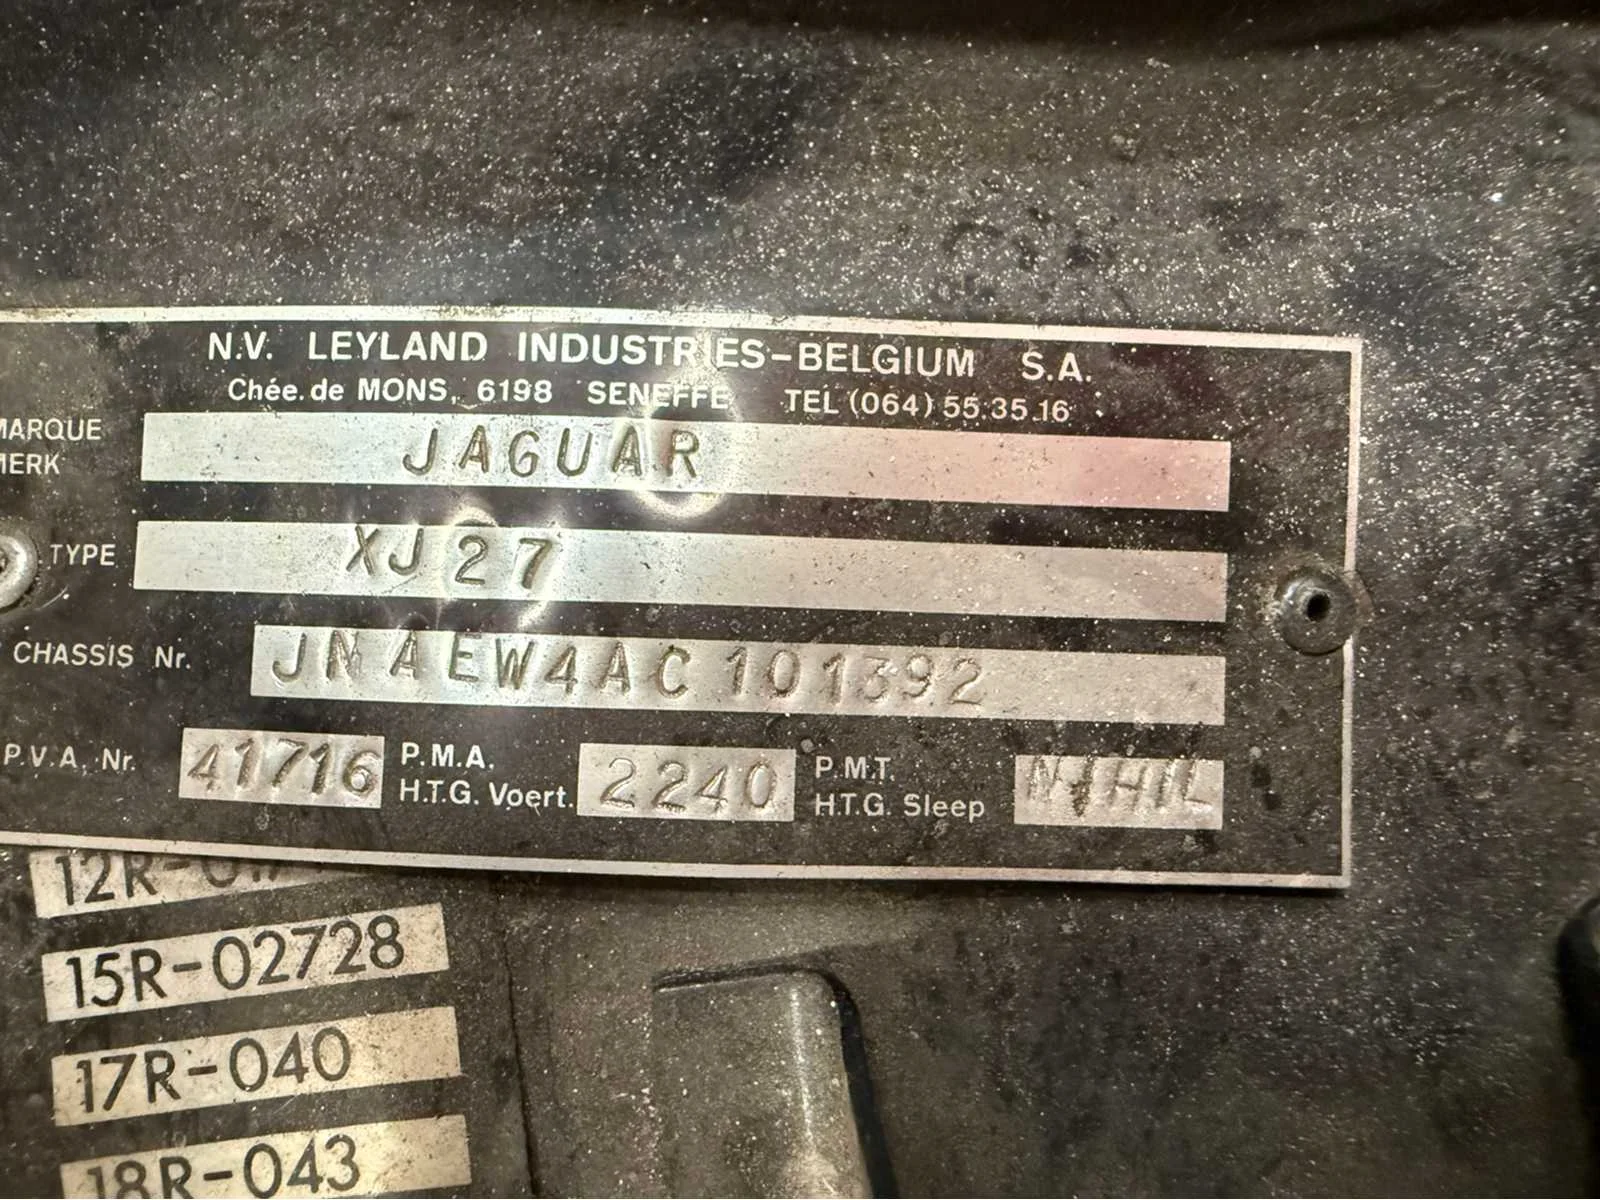 N.V. LEYLAND INDUSTRIES-BELGIUM S.A.
Chée. de MONS, 6198 SENEFFE TEL (064) 55.35.16
MARQUE
MERK
JAGUAR
TYPE XJ27
CHASSIS Nr. JNAEW4AC101392
P.V.A. Nr. 41716 P.M.A. H.T.G. Voert. 2240 P.M.T. H.T.G. Sleep NIHIL
15R-02728
17R-040
18R-043